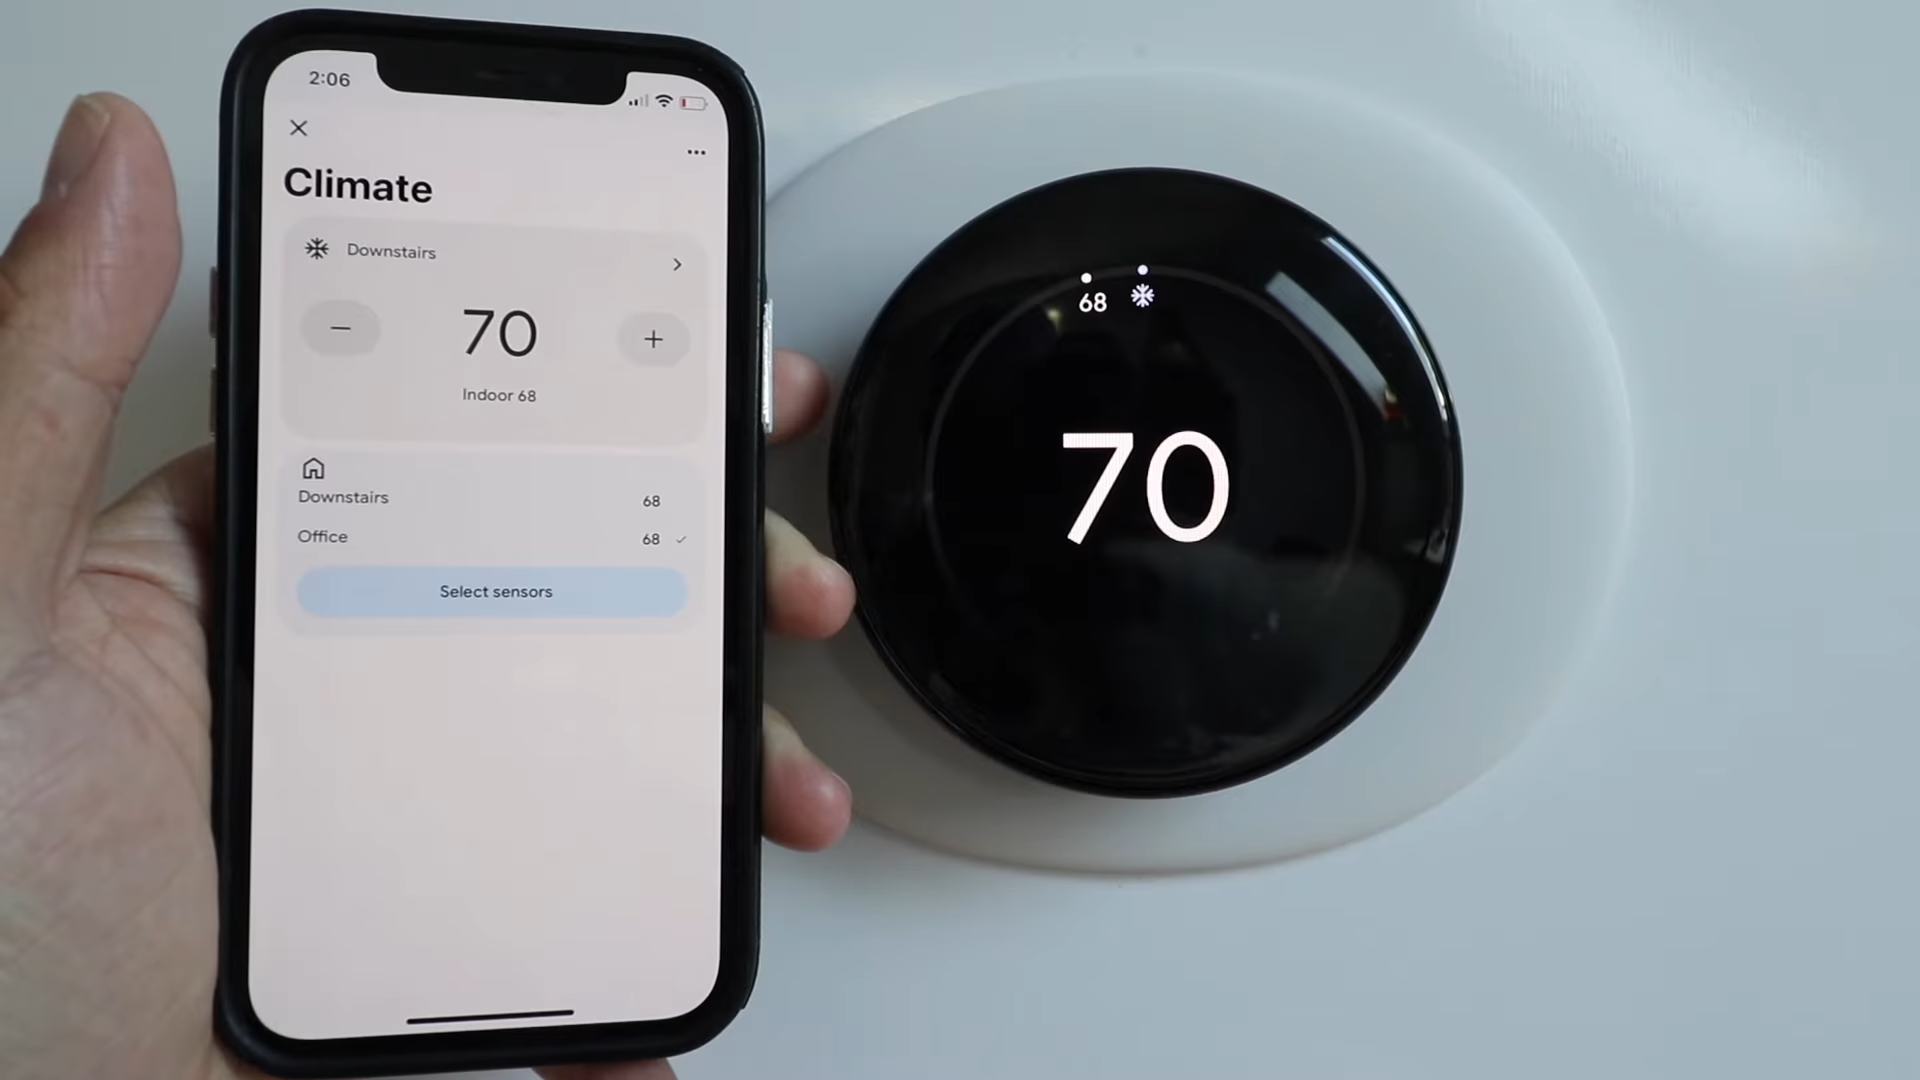 2:06
Climate
Downstairs
70
Indoor 68
Downstairs 68
Office 68
Select sensors
68
70